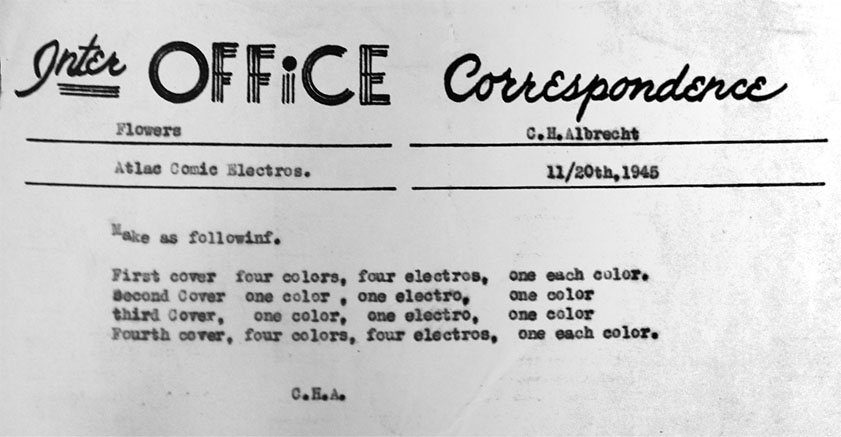 Inter OFFiCE Correspondence
Flowers C.H.Albrecht
Atlac Comic Electros. 11/20th,1945
Make as followinf.
First cover four colors, four electros, one each color.
Second Cover one color , one electro, one color
third Cover, one color, one electro, one color
Fourth cover, four colors, four electros, one each color.
C.H.A.